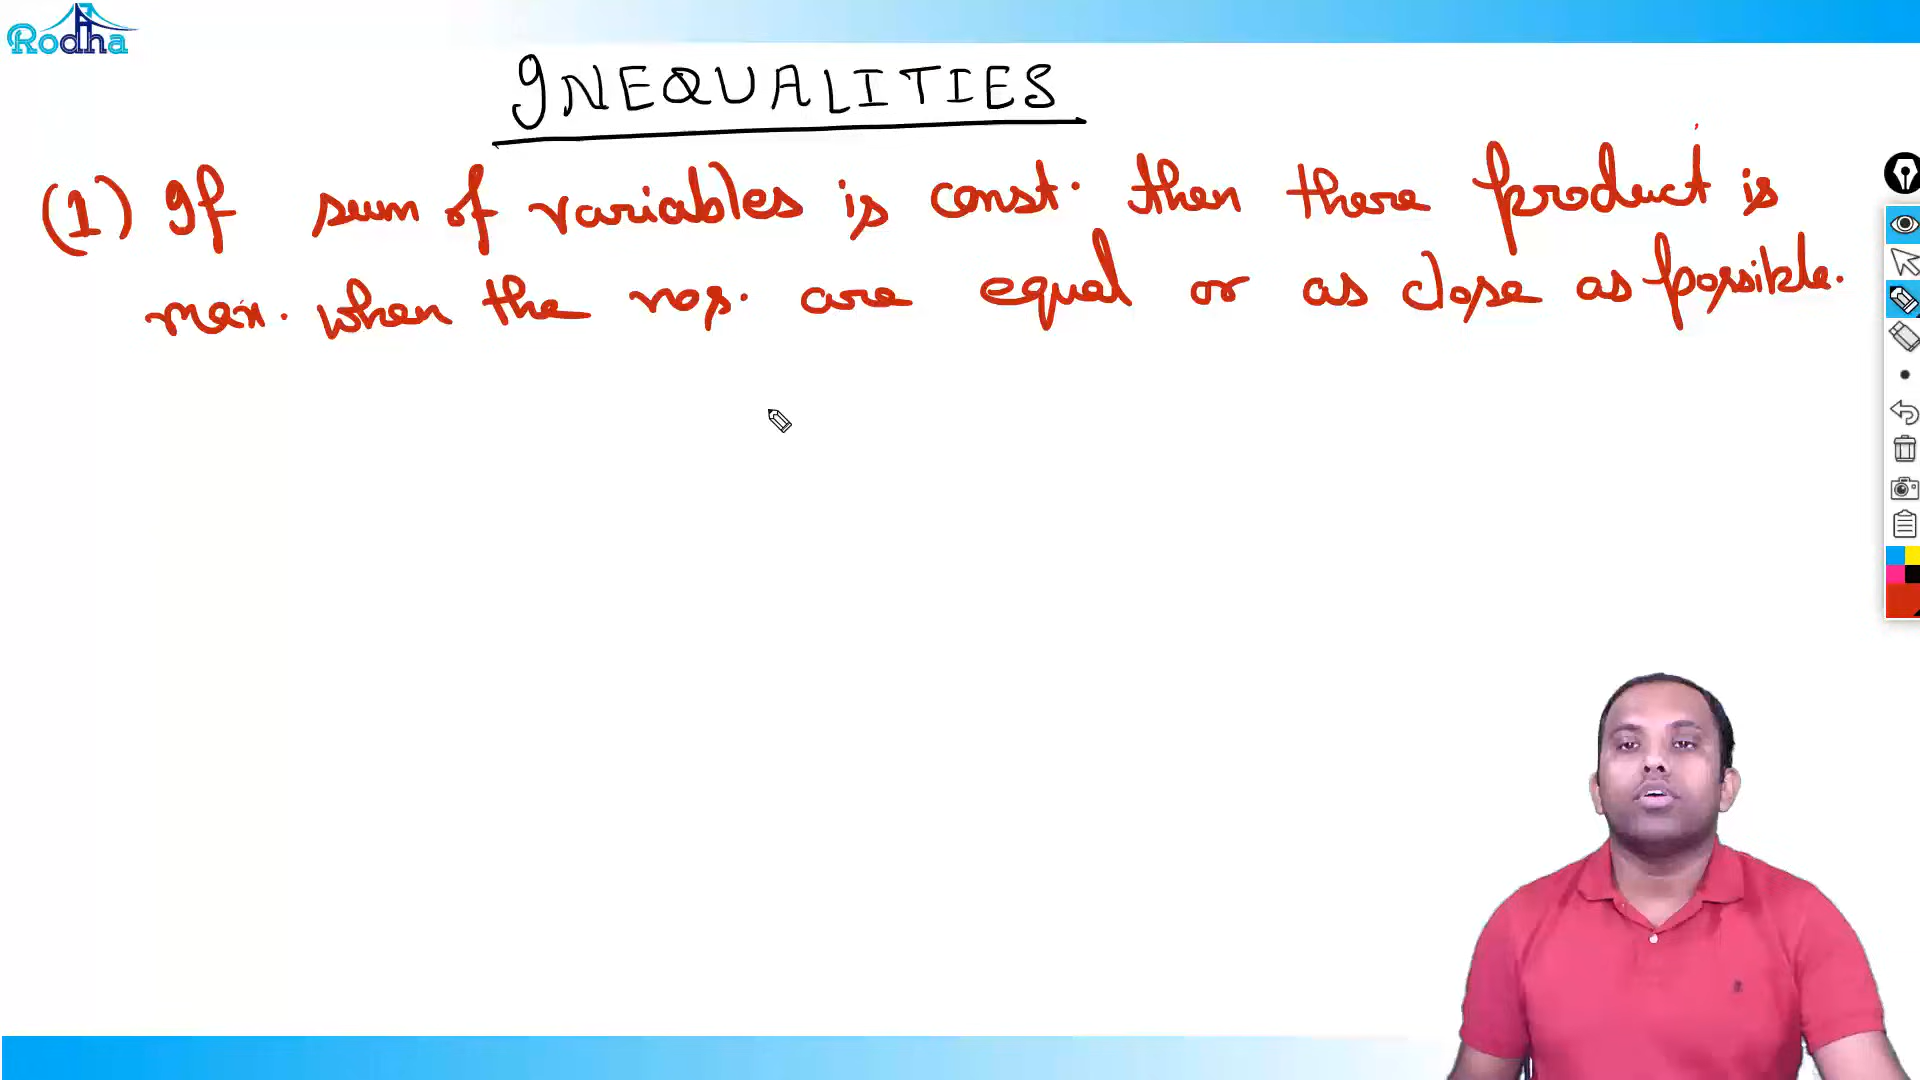 Rodha
INEQUALITIES
(1) If sum of variables is const. then there product is
max. when the nos. are equal or as close as possible.